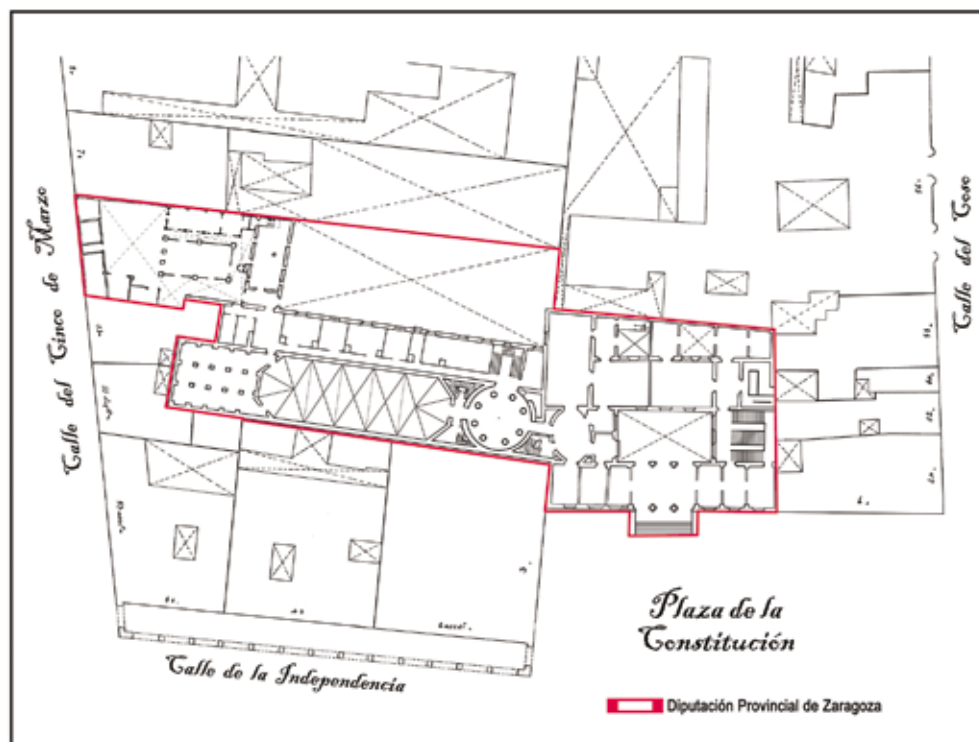 Calle del Cinco de Marzo
Calle del Coso
Plaza de la
Constitución
Calle de la Independencia
Diputación Provincial de Zaragoza